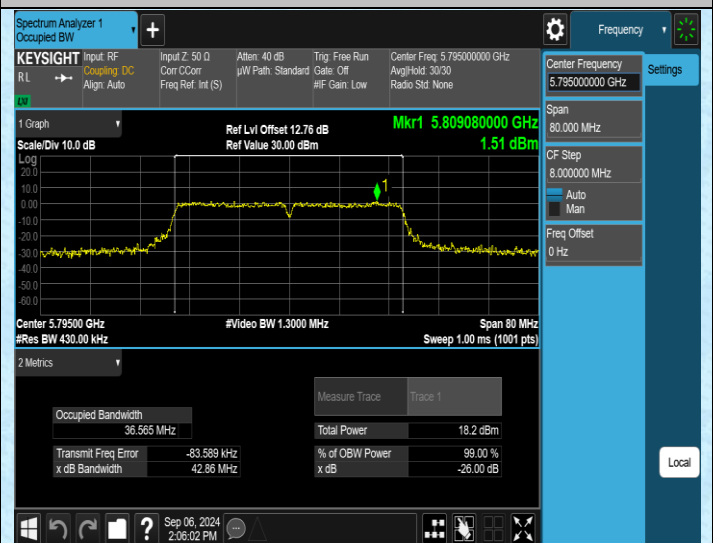 Spectrum Analyzer 1
Occupied BW
Frequency
KEYSIGHT
Input: RF
Input Z: 50 Ω
Atten: 40 dB
Trig: Free Run
Center Freq: 5.795000000 GHz
RL
Coupling: DC
Corr CCorr
µW Path: Standard
Gate: Off
Avg|Hold: 30/30
Align: Auto
Freq Ref: Int (S)
#IF Gain: Low
Radio Std: None
LXI
Center Frequency
5.795000000 GHz
Settings
Span
80.000 MHz
CF Step
8.000000 MHz
Auto
Man
Freq Offset
0 Hz
1 Graph
Ref Lvl Offset 12.76 dB
Mkr1 5.809080000 GHz
Scale/Div 10.0 dB
Ref Value 30.00 dBm
1.51 dBm
Log
20.0
10.0
1
0.00
-10.0
-20.0
-30.0
-40.0
-50.0
-60.0
Center 5.79500 GHz
#Video BW 1.3000 MHz
Span 80 MHz
#Res BW 430.00 kHz
Sweep 1.00 ms (1001 pts)
2 Metrics
Measure Trace
Trace 1
Occupied Bandwidth
36.565 MHz
Total Power
18.2 dBm
Transmit Freq Error
-83.589 kHz
% of OBW Power
99.00 %
x dB Bandwidth
42.86 MHz
x dB
-26.00 dB
Local
?
Sep 06, 2024
2:06:02 PM